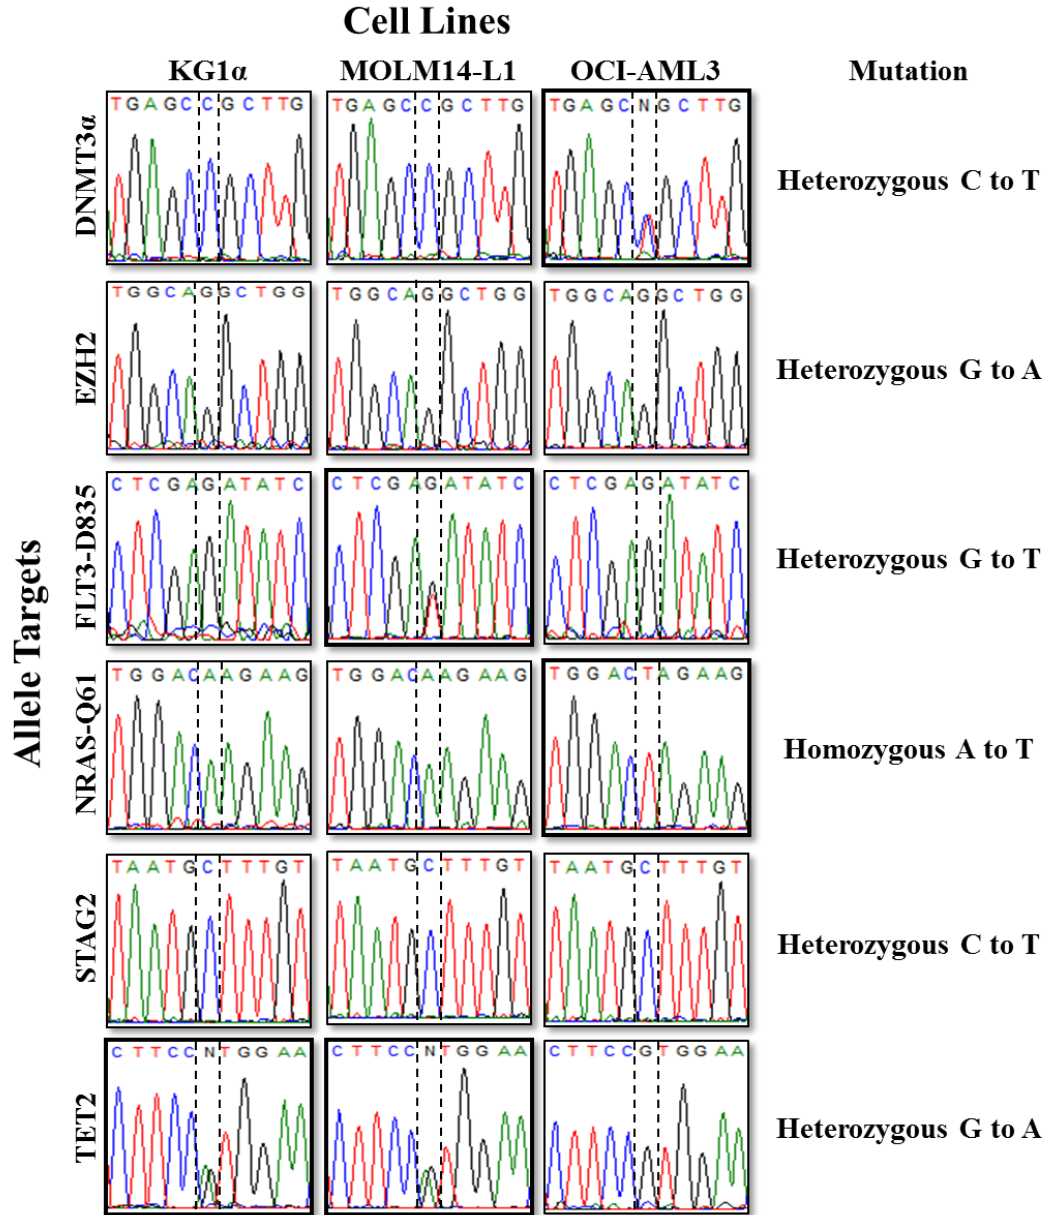 Cell Lines
KG1α MOLM14-L1 OCI-AML3 Mutation
Allele Targets
DNMT3α
TGAGCCGCTTG TGAGCCGCTTG TGAGCNGCTTG
Heterozygous C to T
EZH2
TGGCAGGCTGG TGGCAGGCTGG TGGCAGGCTGG
Heterozygous G to A
FLT3-D835
CTCGAGATATC CTCGAGATATC CTCGAGATATC
Heterozygous G to T
NRAS-Q61
TGGACAAGAAG TGGACAAGAAG TGGACTAGAAG
Homozygous A to T
STAG2
TAATGCTTTGT TAATGCTTTGT TAATGCTTTGT
Heterozygous C to T
TET2
CTTCCNTGGAA CTTCCNTGGAA CTTCCGTGGAA
Heterozygous G to A